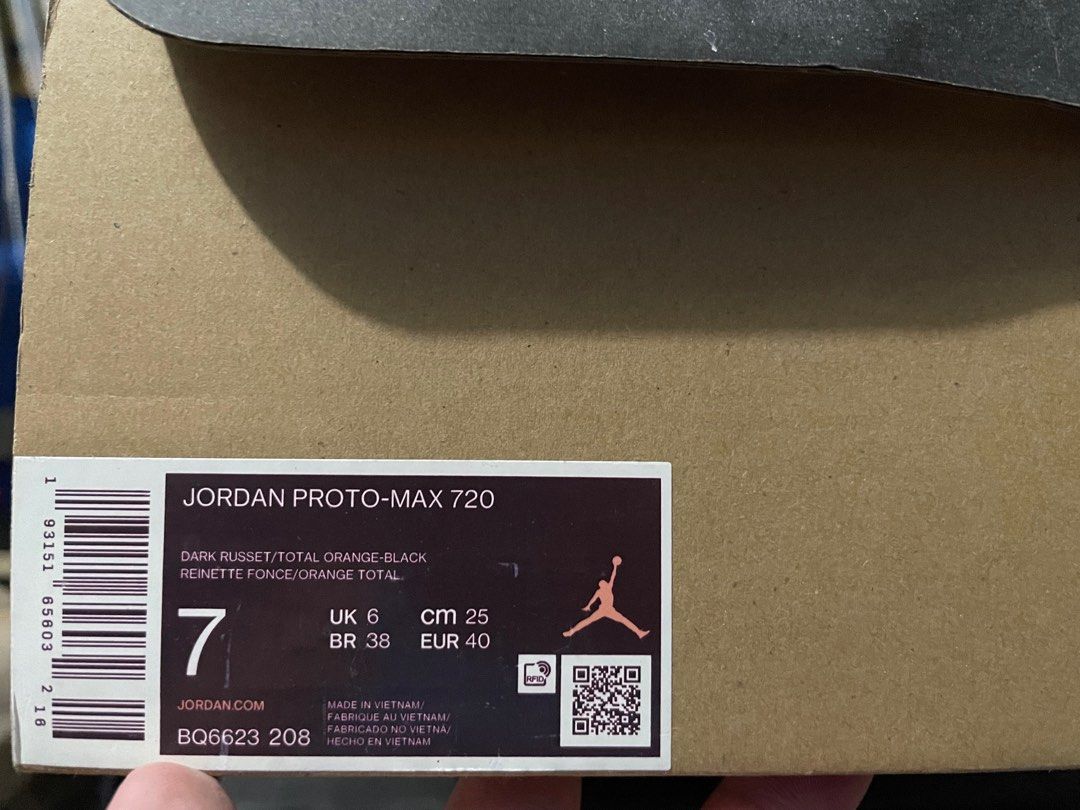 JORDAN PROTO-MAX 720
DARK RUSSET/TOTAL ORANGE-BLACK
REINETTE FONCE/ORANGE TOTAL
7
UK 6 cm 25
BR 38 EUR 40
RFID
JORDAN.COM
BQ6623 208
MADE IN VIETNAM/
FABRIQUE AU VIETNAM/
FABRICADO NO VIETNÃ/
HECHO EN VIETNAM
1 93151 65603 2 18